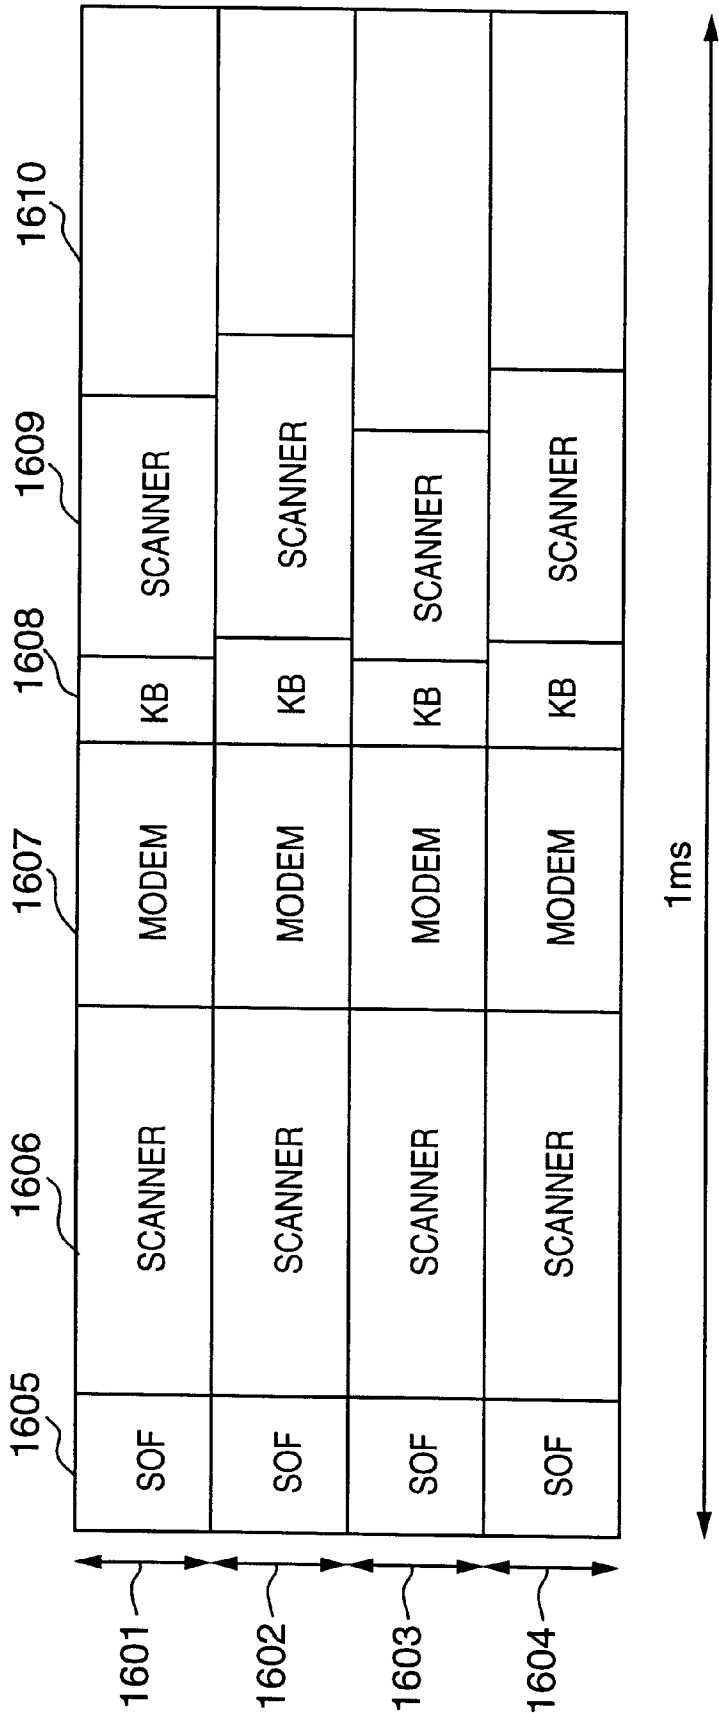 1605 1606 1607 1608 1609 1610
1601 SOF SCANNER MODEM KB SCANNER
1602 SOF SCANNER MODEM KB SCANNER
1603 SOF SCANNER MODEM KB SCANNER
1604 SOF SCANNER MODEM KB SCANNER
1ms